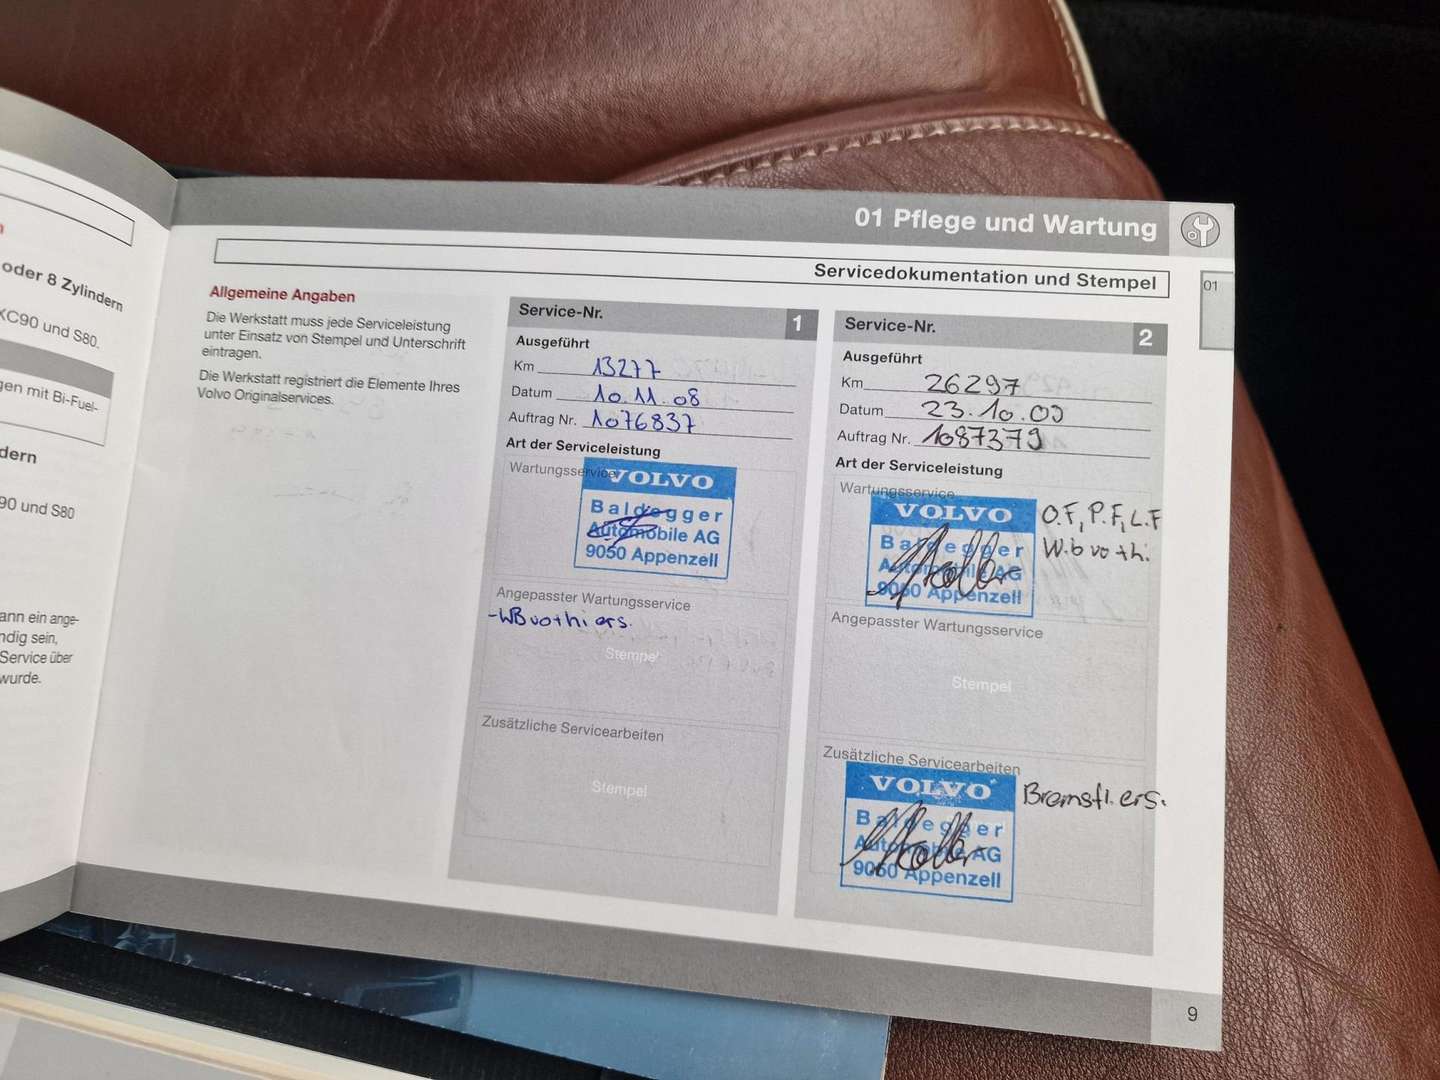 oder 8 Zylindern
XC90 und S80.
gen mit Bi-Fuel-
dern
90 und S80
ann ein ange-
ndig sein,
Service über
wurde.
01 Pflege und Wartung
Servicedokumentation und Stempel
01
Allgemeine Angaben
Die Werkstatt muss jede Serviceleistung
unter Einsatz von Stempel und Unterschrift
eintragen.
Die Werkstatt registriert die Elemente Ihres
Volvo Originalservices.
Service-Nr. 1
Ausgeführt
Km 13277
Datum 10.11.08
Auftrag Nr. 1076837
Art der Serviceleistung
Wartungsservice
VOLVO
Baldegger
Automobile AG
9050 Appenzell
Angepasster Wartungsservice
-WB vo+hi ers.
Stempel
Zusätzliche Servicearbeiten
Stempel
Service-Nr. 2
Ausgeführt
Km 26297
Datum 23.10.09
Auftrag Nr. 1087379
Art der Serviceleistung
Wartungsservice
VOLVO
Baldegger
Automobile AG
9050 Appenzell
O.F, P.F, L.F
W.b vo+hi.
Angepasster Wartungsservice
Stempel
Zusätzliche Servicearbeiten
VOLVO
Baldegger
Automobile AG
9050 Appenzell
Bremsfl. ers.
9